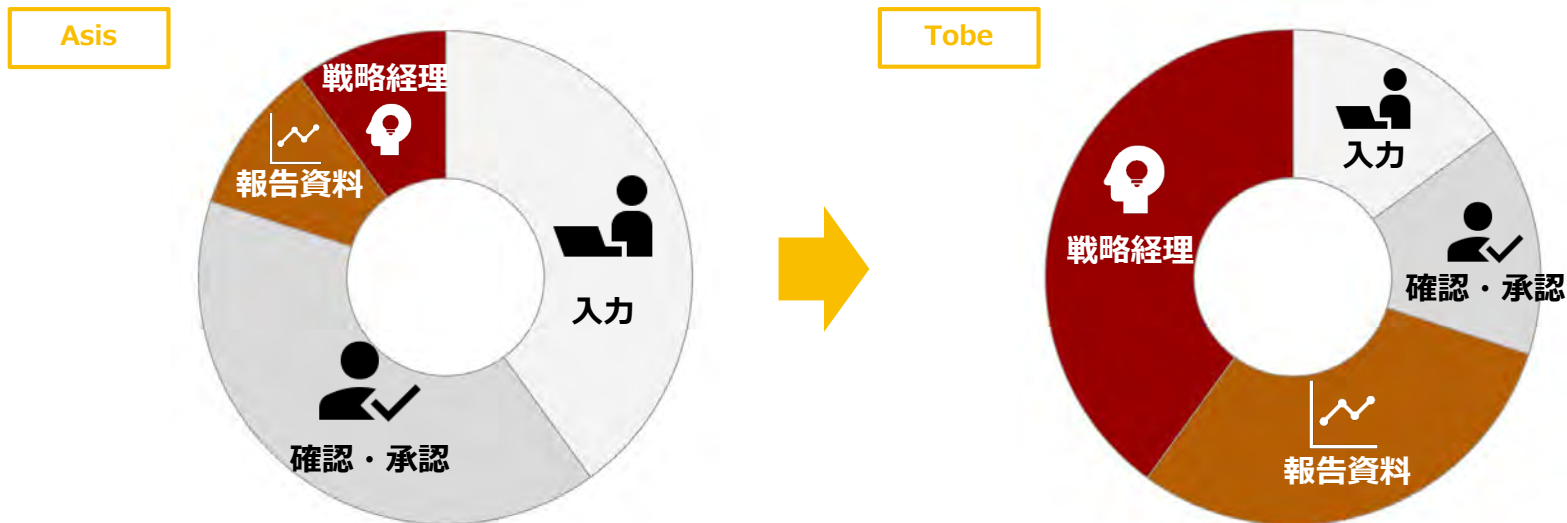 Asis
戦略経理
報告資料
入力
確認・承認
Tobe
入力
戦略経理
確認・承認
報告資料